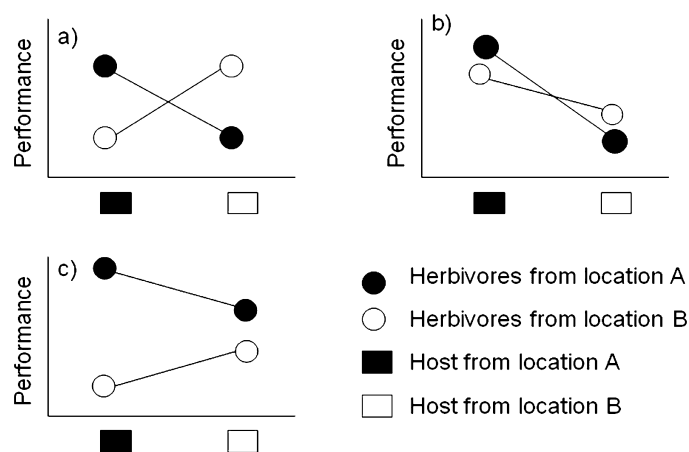 a)
Performance
b)
Performance
c)
Performance
Herbivores from location A
Herbivores from location B
Host from location A
Host from location B